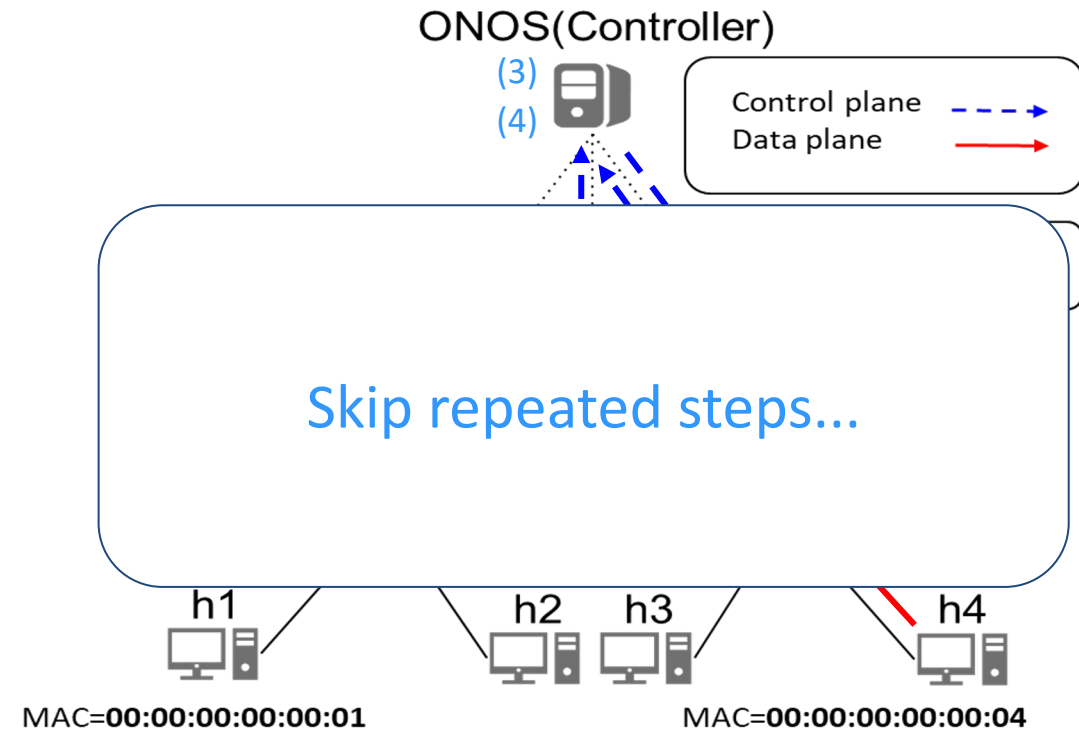 ONOS(Controller)
(3)
(4)
Control plane
Data plane
Skip repeated steps...
h1
h2
h3
h4
MAC=00:00:00:00:00:01
MAC=00:00:00:00:00:04